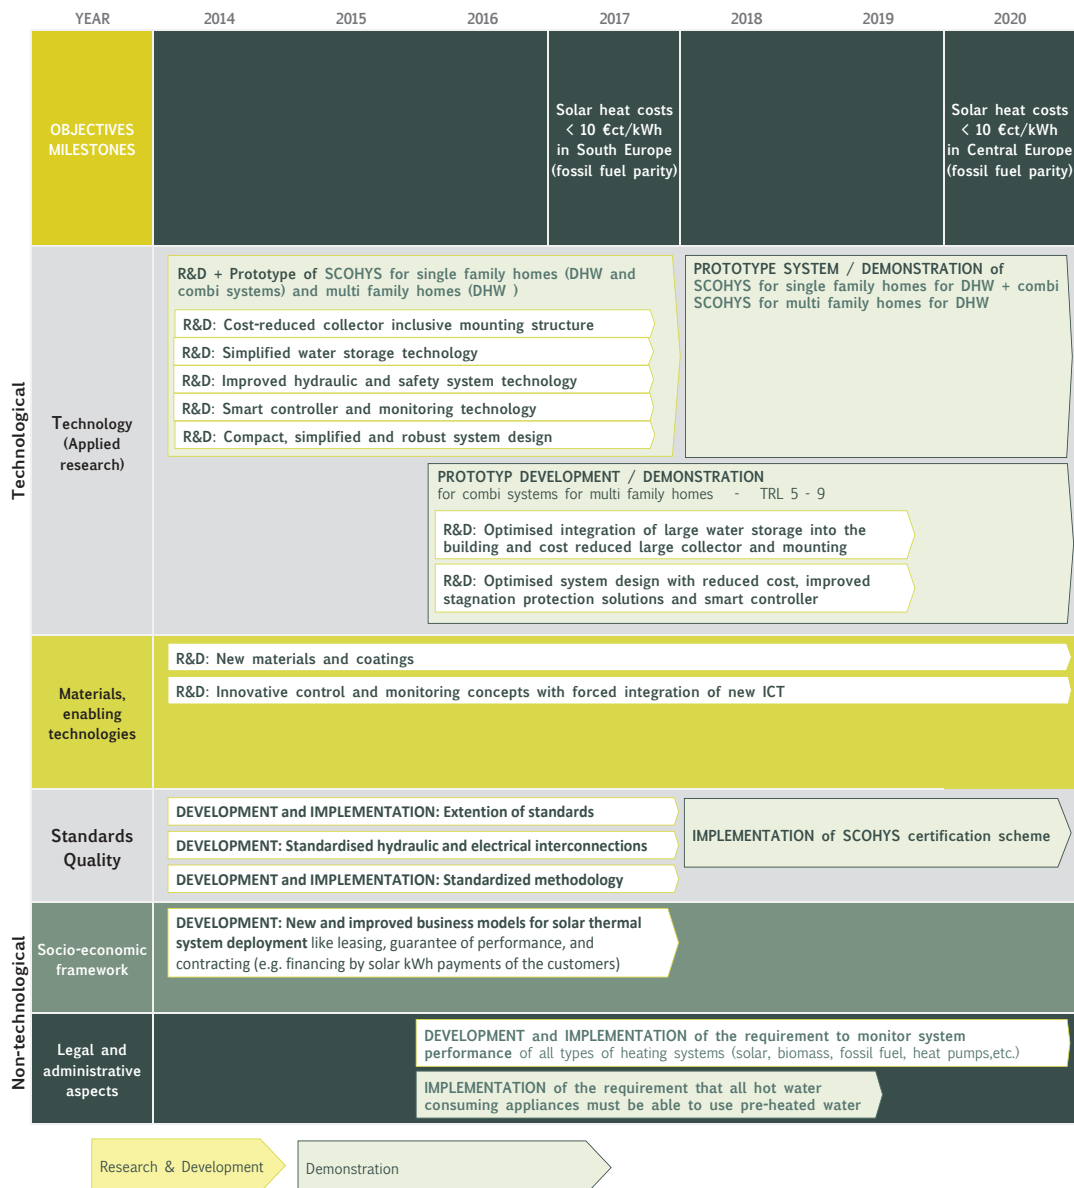 YEAR 2014 2015 2016 2017 2018 2019 2020
OBJECTIVES
MILESTONES
Solar heat costs
< 10 €ct/kWh
in South Europe
(fossil fuel parity)
Solar heat costs
< 10 €ct/kWh
in Central Europe
(fossil fuel parity)
Technological
Technology
(Applied
research)
R&D + Prototype of SCOHYS for single family homes (DHW and
combi systems) and multi family homes (DHW )
R&D: Cost-reduced collector inclusive mounting structure
R&D: Simplified water storage technology
R&D: Improved hydraulic and safety system technology
R&D: Smart controller and monitoring technology
R&D: Compact, simplified and robust system design
PROTOTYPE SYSTEM / DEMONSTRATION of
SCOHYS for single family homes for DHW + combi
SCOHYS for multi family homes for DHW
PROTOTYP DEVELOPMENT / DEMONSTRATION
for combi systems for multi family homes - TRL 5 - 9
R&D: Optimised integration of large water storage into the
building and cost reduced large collector and mounting
R&D: Optimised system design with reduced cost, improved
stagnation protection solutions and smart controller
Materials,
enabling
technologies
R&D: New materials and coatings
R&D: Innovative control and monitoring concepts with forced integration of new ICT
Standards
Quality
DEVELOPMENT and IMPLEMENTATION: Extention of standards
DEVELOPMENT: Standardised hydraulic and electrical interconnections
DEVELOPMENT and IMPLEMENTATION: Standardized methodology
IMPLEMENTATION of SCOHYS certification scheme
Non-technological
Socio-economic
framework
DEVELOPMENT: New and improved business models for solar thermal
system deployment like leasing, guarantee of performance, and
contracting (e.g. financing by solar kWh payments of the customers)
Legal and
administrative
aspects
DEVELOPMENT and IMPLEMENTATION of the requirement to monitor system
performance of all types of heating systems (solar, biomass, fossil fuel, heat pumps,etc.)
IMPLEMENTATION of the requirement that all hot water
consuming appliances must be able to use pre-heated water
Research & Development
Demonstration